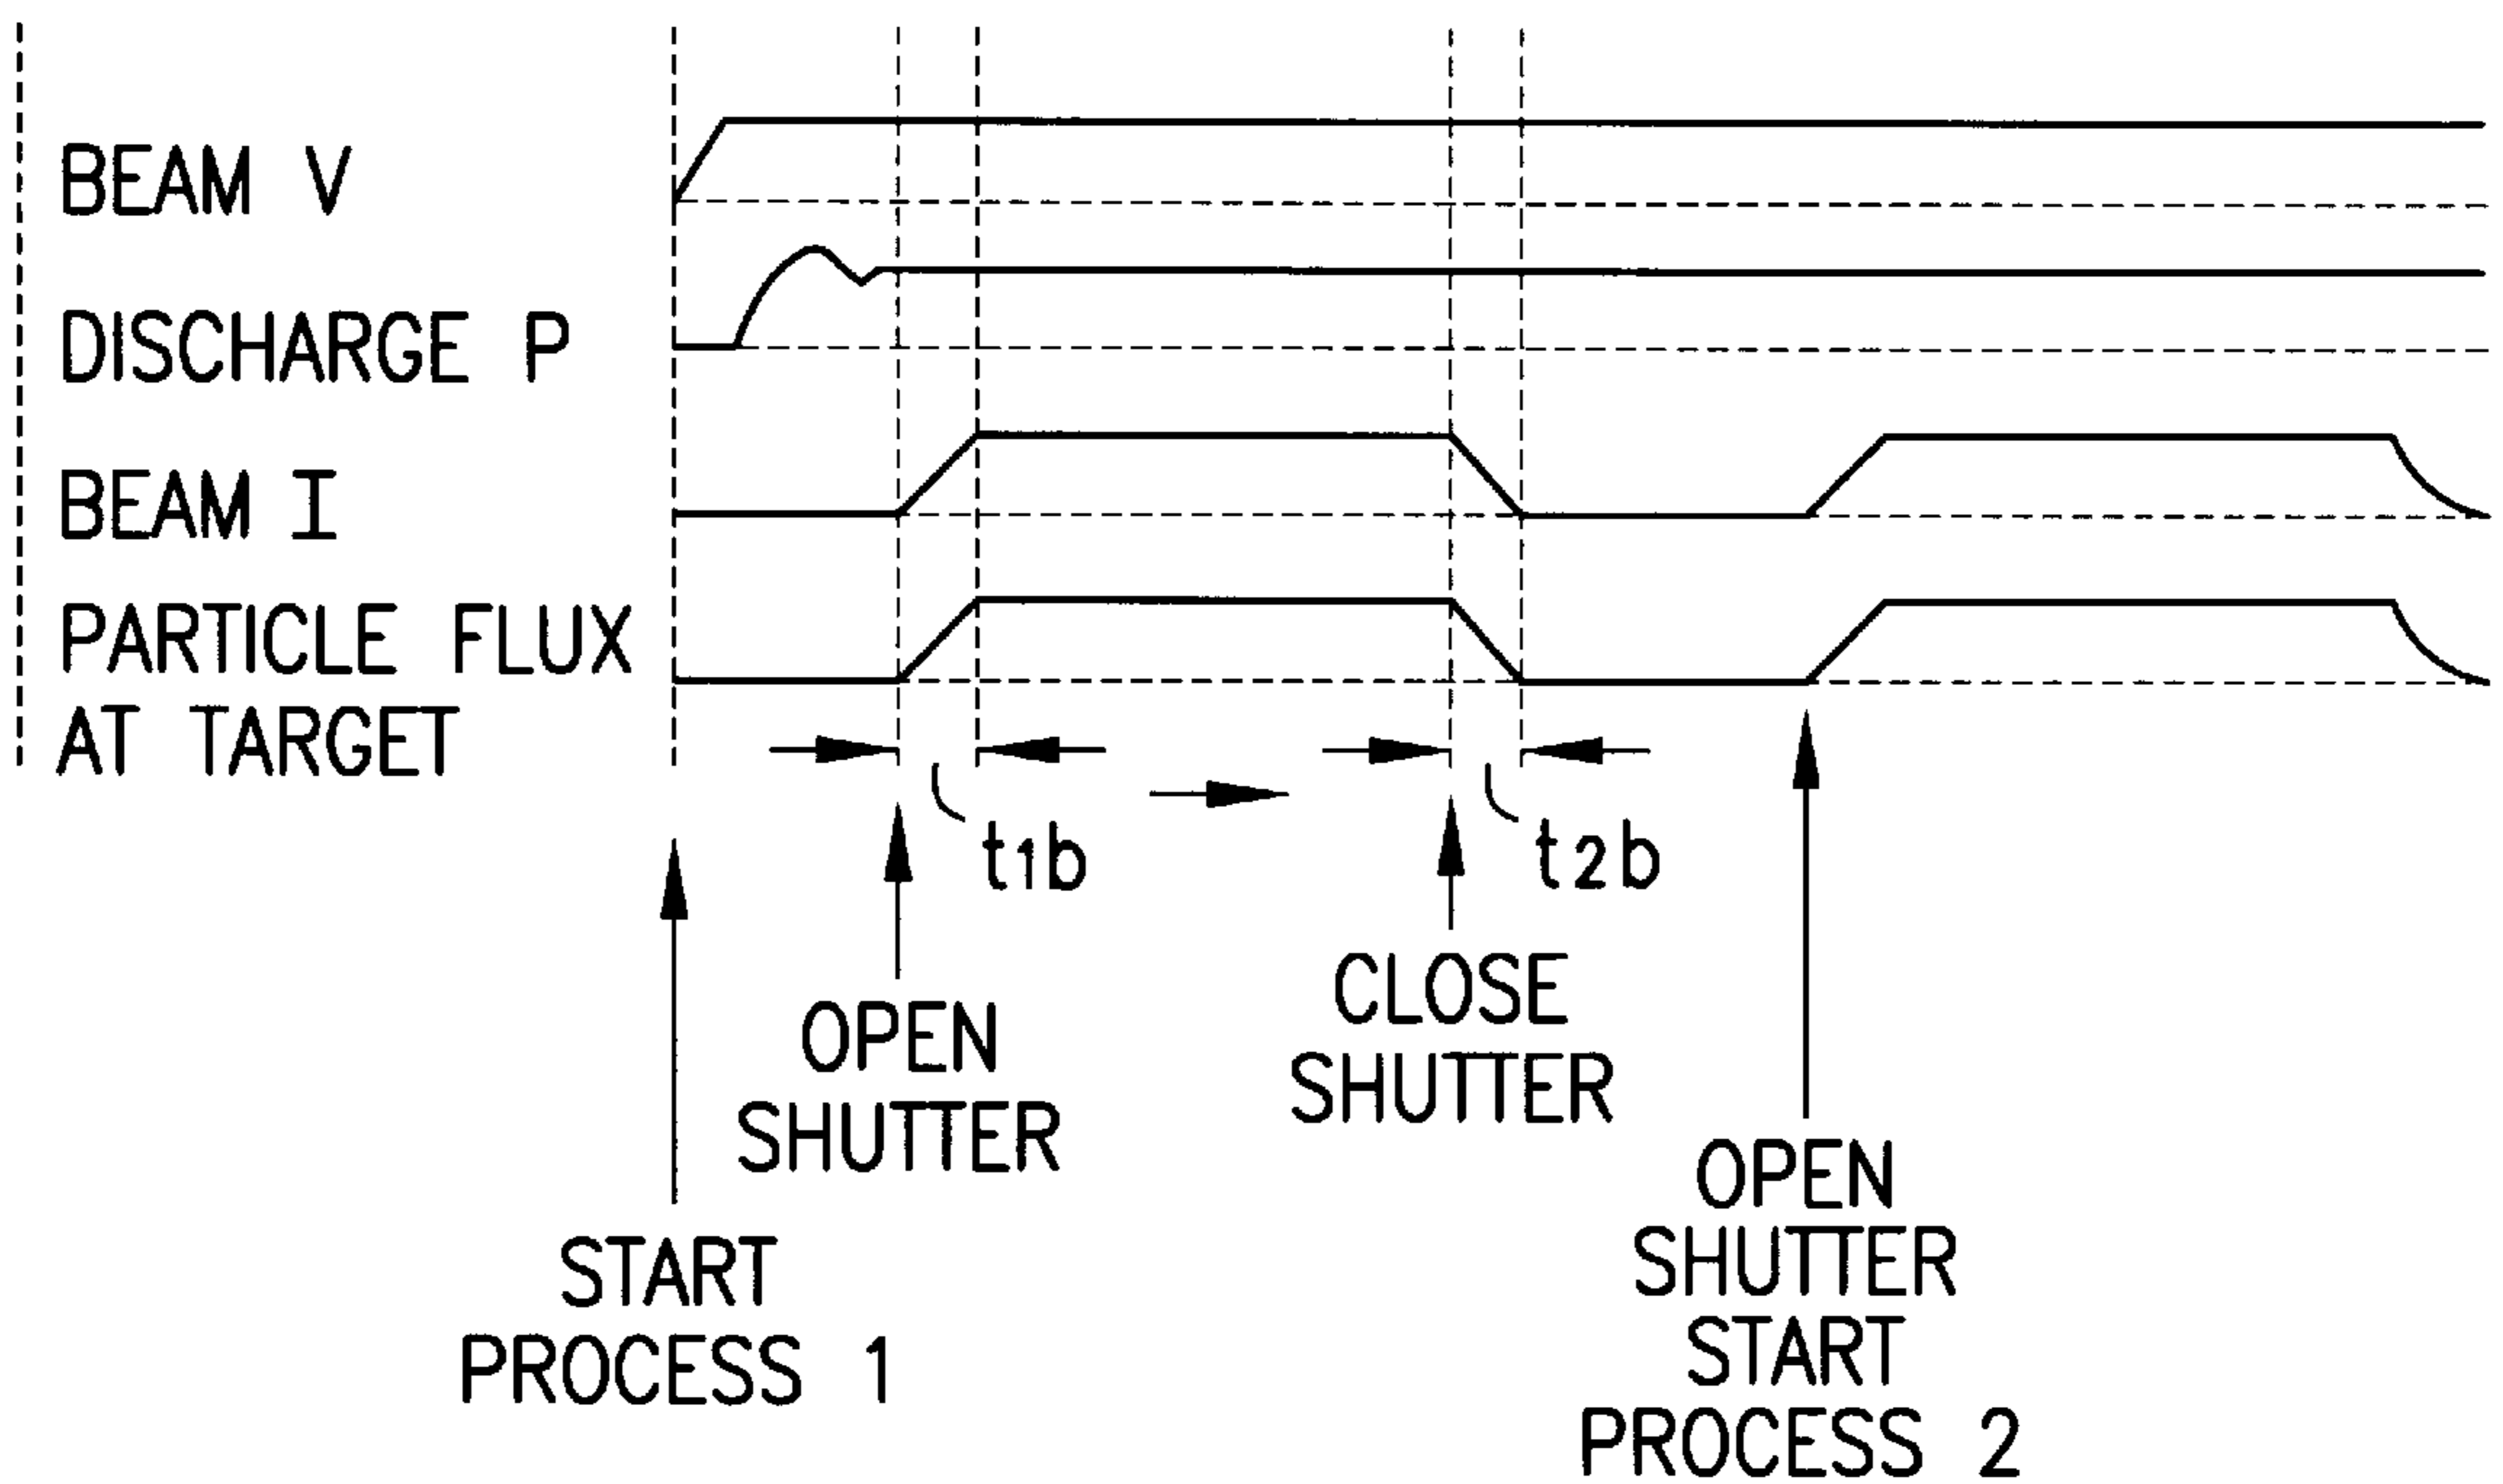 BEAM V
DISCHARGE P
BEAM I
PARTICLE FLUX
AT TARGET
t1b
t2b
OPEN
SHUTTER
CLOSE
SHUTTER
START
PROCESS 1
OPEN
SHUTTER
START
PROCESS 2